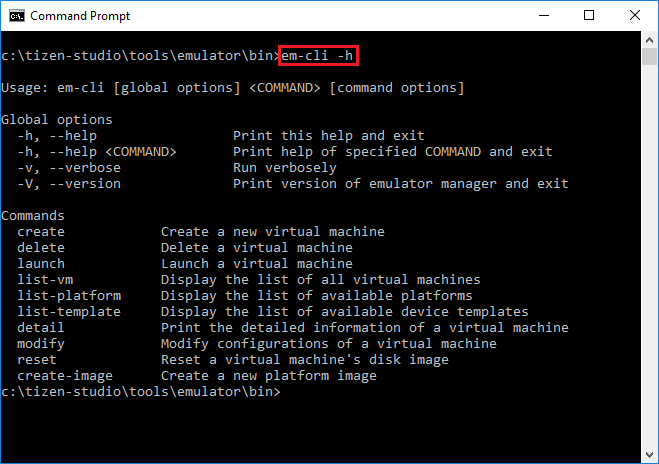 Command Prompt
c:\tizen-studio\tools\emulator\bin>em-cli -h
Usage: em-cli [global options] <COMMAND> [command options]
Global options
-h, --help Print this help and exit
-h, --help <COMMAND> Print help of specified COMMAND and exit
-v, --verbose Run verbosely
-V, --version Print version of emulator manager and exit
Commands
create Create a new virtual machine
delete Delete a virtual machine
launch Launch a virtual machine
list-vm Display the list of all virtual machines
list-platform Display the list of available platforms
list-template Display the list of available device templates
detail Print the detailed information of a virtual machine
modify Modify configurations of a virtual machine
reset Reset a virtual machine's disk image
create-image Create a new platform image
c:\tizen-studio\tools\emulator\bin>